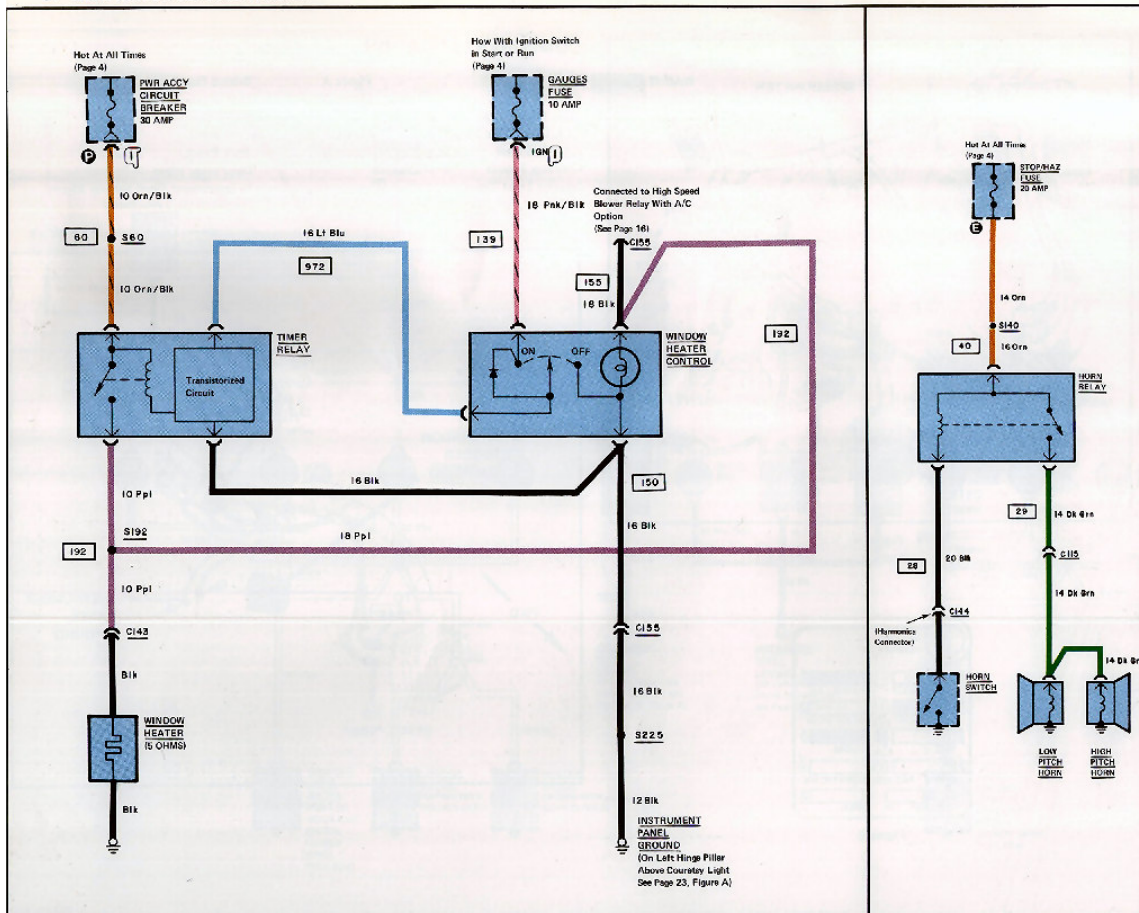 Hot At All Times
(Page 4)
PWR ACCY
CIRCUIT
BREAKER
30 AMP
P
10 Orn/Blk
60
S60
10 Orn/Blk
16 Lt Blu
972
How With Ignition Switch
in Start or Run
(Page 4)
GAUGES
FUSE
10 AMP
IGN
18 Pnk/Blk
139
Connected to High Speed
Blower Relay With A/C
Option
(See Page 16)
C155
155
18 Blk
192
TIMER
RELAY
Transistorized
Circuit
ON
OFF
WINDOW
HEATER
CONTROL
10 Ppl
16 Blk
150
S192
192
18 Ppl
16 Blk
10 Ppl
C143
Blk
WINDOW
HEATER
(5 OHMS)
Blk
C155
16 Blk
S225
12 Blk
INSTRUMENT
PANEL
GROUND
(On Left Hinge Pillar
Above Couretsy Light
See Page 23, Figure A)
Hot At All Times
(Page 4)
STOP/HAZ
FUSE
20 AMP
E
14 Orn
S140
40
16 Orn
HORN
RELAY
29
14 Dk Grn
28
20 Blk
C115
14 Dk Grn
C144
(Harmonica
Connector)
14 Dk Gr
HORN
SWITCH
LOW
PITCH
HORN
HIGH
PITCH
HORN